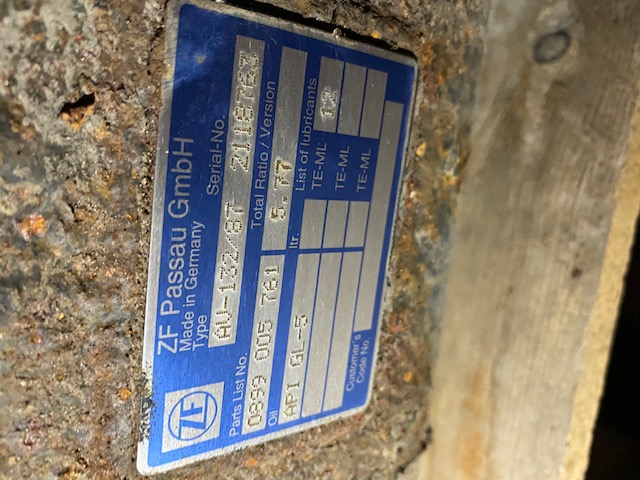 ZF Passau GmbH
Made in Germany
Type
Serial-No.
AV-132/87
Parts List No.
Total Ratio / Version
0899 005 761
5.77
Oil
ltr.
List of lubricants
API GL-5
TE-ML
12
TE-ML
TE-ML
Customer's
Code No.
ZF